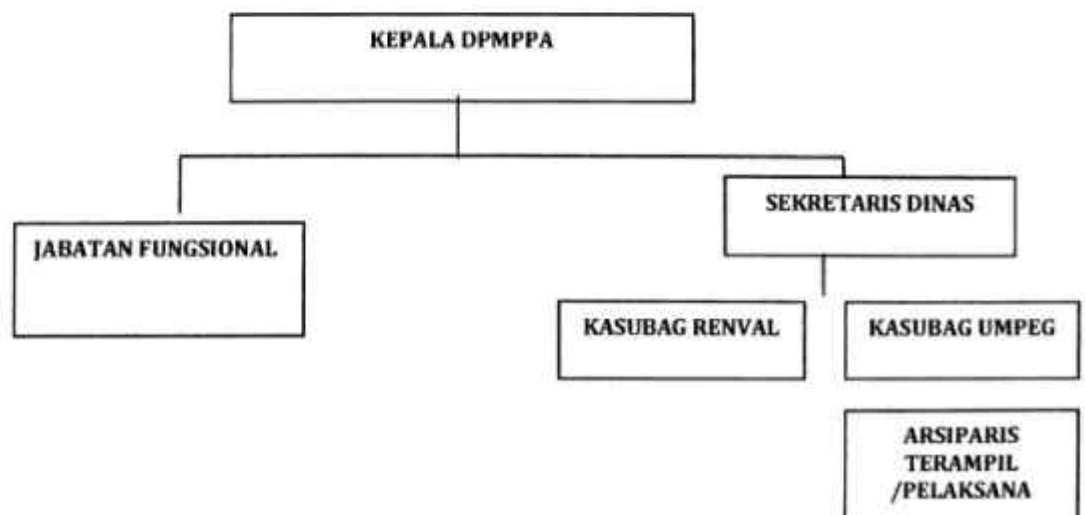 KEPALA DPMPPA
SEKRETARIS DINAS
JABATAN FUNGSIONAL
KASUBAG RENVAL
KASUBAG UMPEG
ARSIPARIS
TERAMPIL
/PELAKSANA